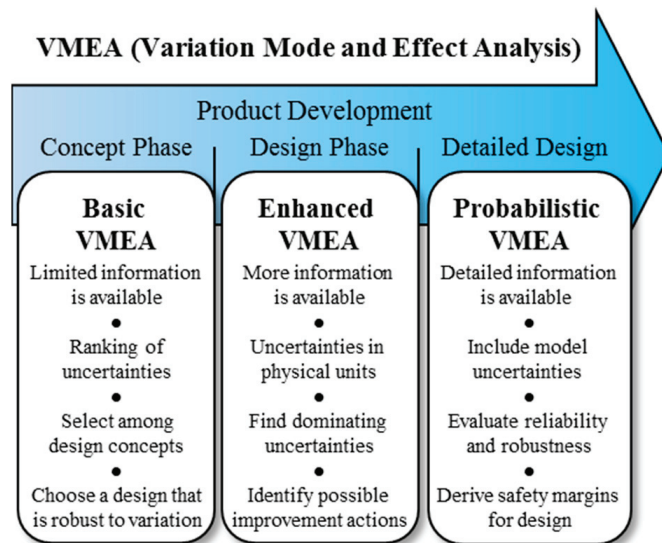 VMEA (Variation Mode and Effect Analysis)
Product Development
Concept Phase
Design Phase
Detailed Design
Basic
VMEA
Limited information
is available
•
Ranking of
uncertainties
•
Select among
design concepts
•
Choose a design that
is robust to variation
Enhanced
VMEA
More information
is available
•
Uncertainties in
physical units
•
Find dominating
uncertainties
•
Identify possible
improvement actions
Probabilistic
VMEA
Detailed information
is available
•
Include model
uncertainties
•
Evaluate reliability
and robustness
•
Derive safety margins
for design